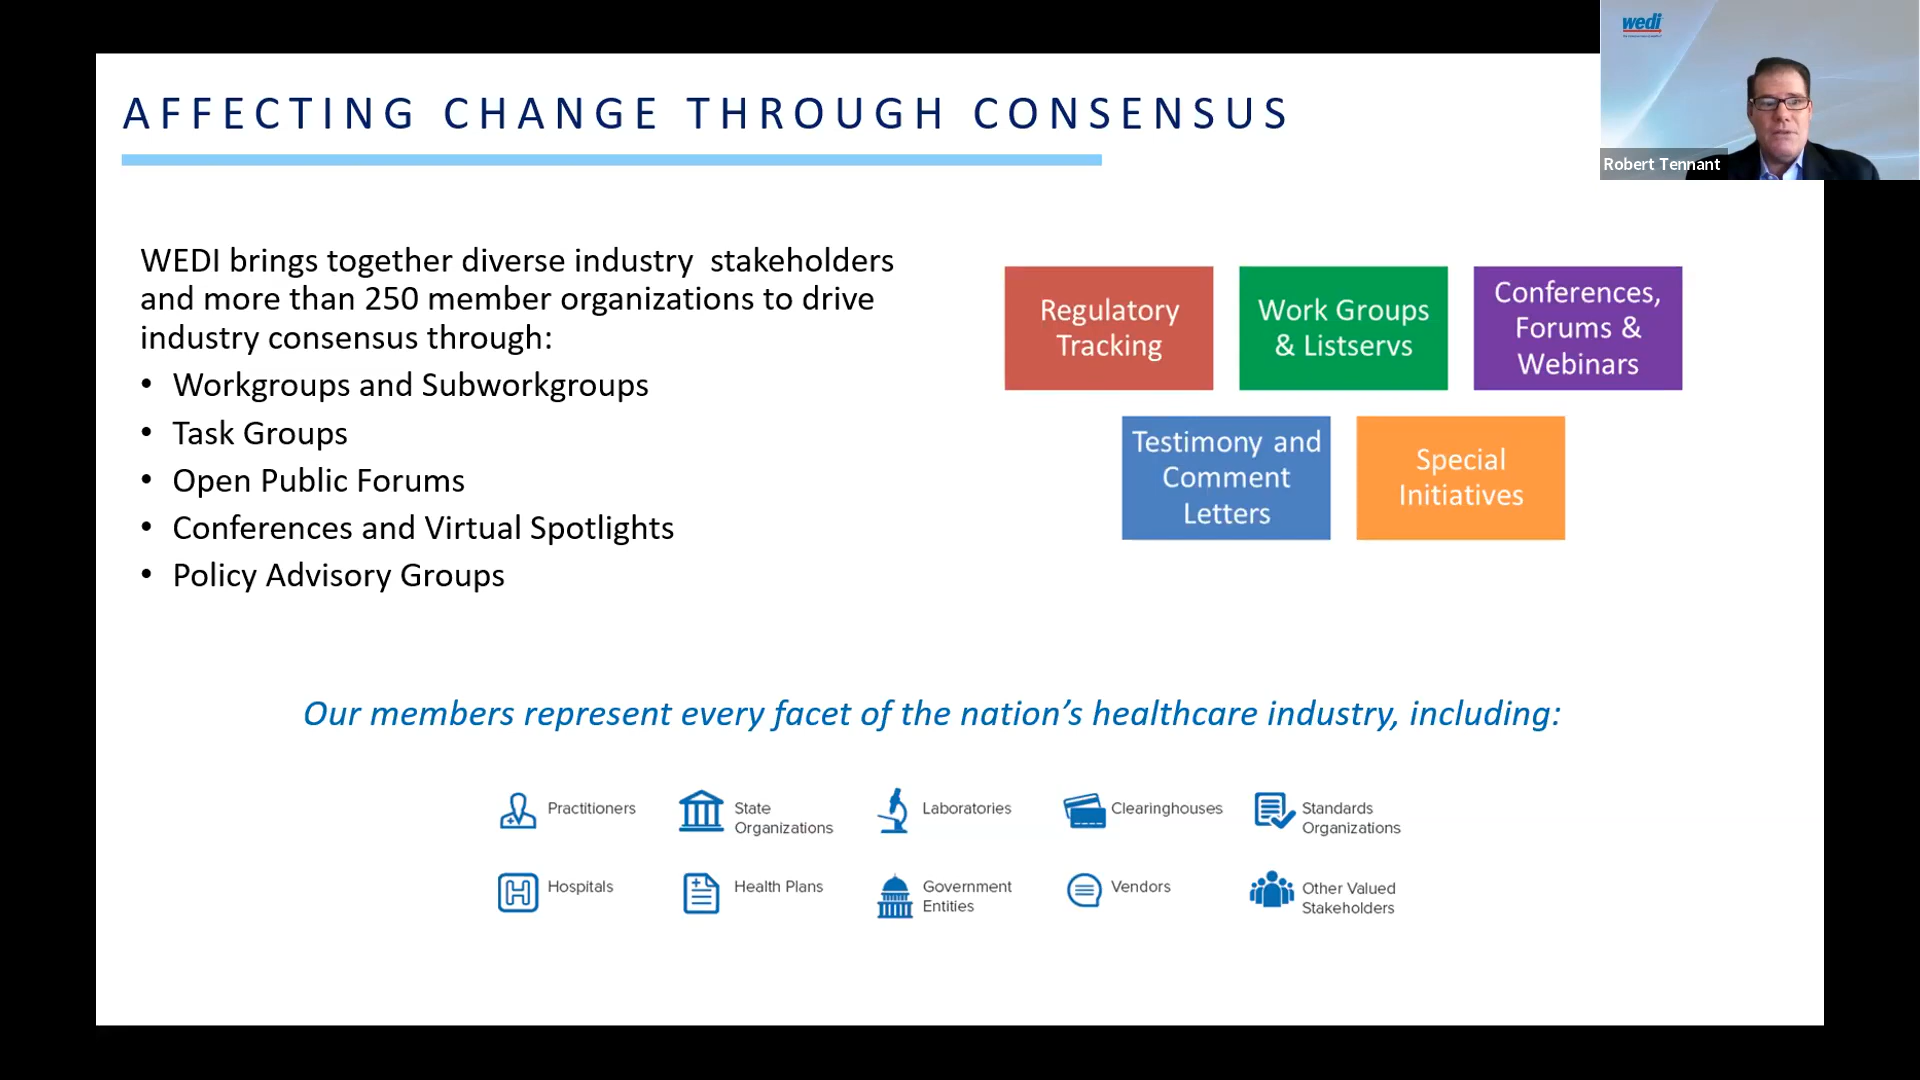 wedi
Robert Tennant
AFFECTING CHANGE THROUGH CONSENSUS
WEDI brings together diverse industry stakeholders
and more than 250 member organizations to drive
industry consensus through:
• Workgroups and Subworkgroups
• Task Groups
• Open Public Forums
• Conferences and Virtual Spotlights
• Policy Advisory Groups
Regulatory
Tracking
Work Groups
& Listservs
Conferences,
Forums &
Webinars
Testimony and
Comment
Letters
Special
Initiatives
Our members represent every facet of the nation’s healthcare industry, including:
Practitioners
State
Organizations
Laboratories
Clearinghouses
Standards
Organizations
H
Hospitals
Health Plans
Government
Entities
Vendors
Other Valued
Stakeholders